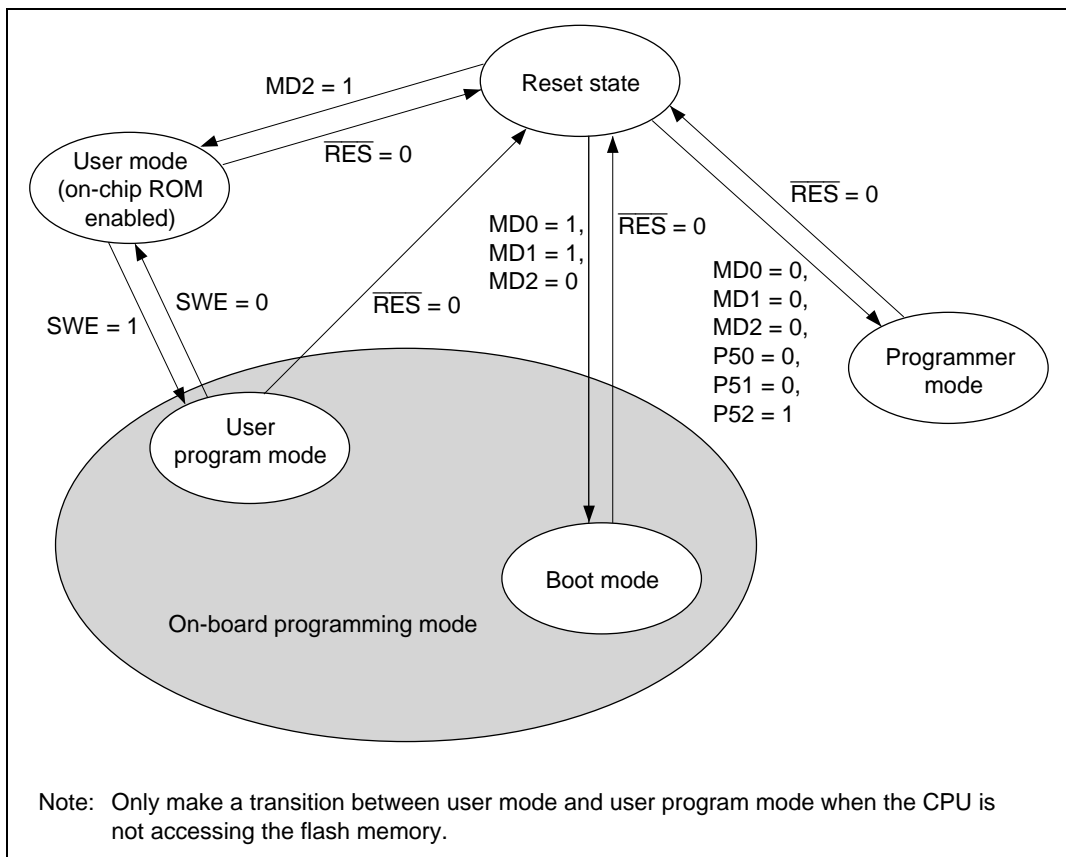 Reset state
MD2 = 1
RES = 0
User mode
(on-chip ROM
enabled)
RES = 0
MD0 = 1,
MD1 = 1,
MD2 = 0
RES = 0
MD0 = 0,
MD1 = 0,
MD2 = 0,
P50 = 0,
P51 = 0,
P52 = 1
SWE = 0
SWE = 1
RES = 0
Programmer
mode
User
program mode
Boot mode
On-board programming mode
Note: Only make a transition between user mode and user program mode when the CPU is
not accessing the flash memory.